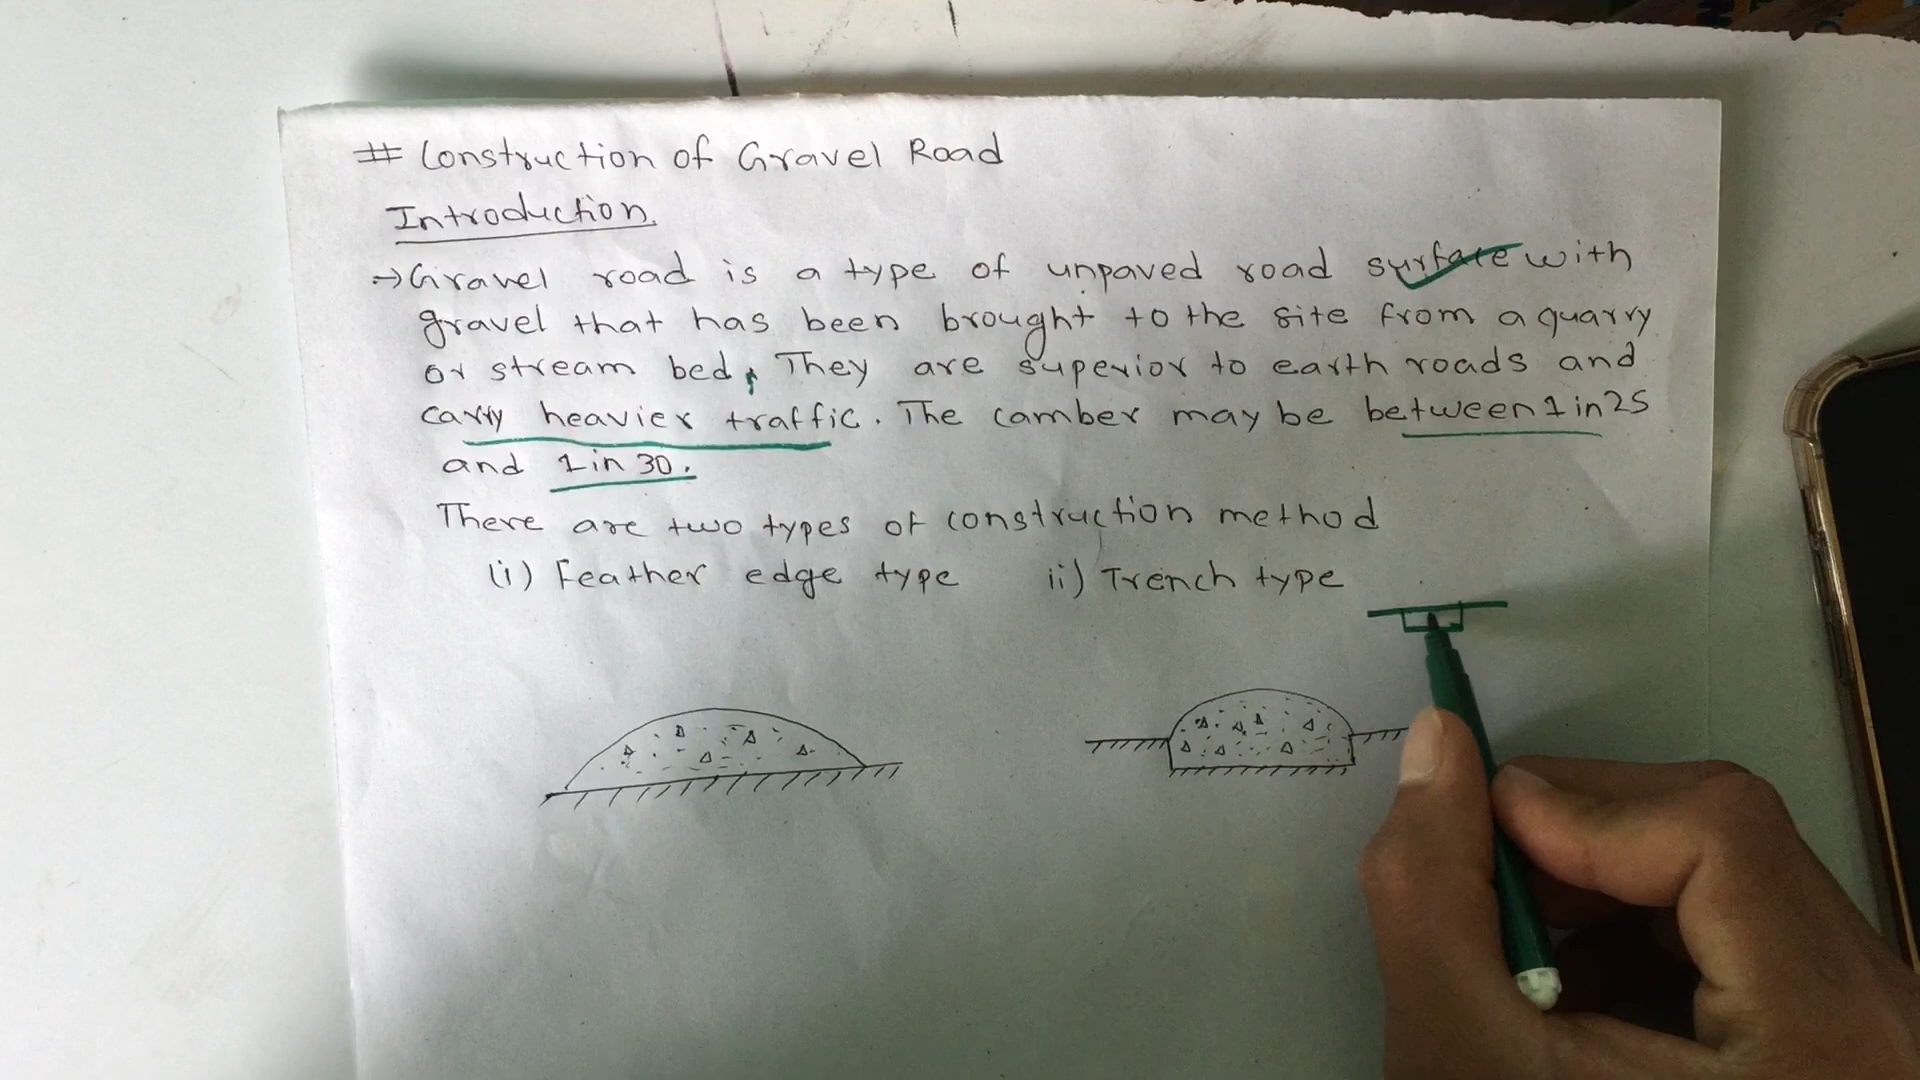 # Construction of Gravel Road
Introduction.
→ Gravel road is a type of unpaved road surface with
gravel that has been brought to the site from a quarry
or stream bed, They are superior to earth roads and
carry heavier traffic. The camber may be between 1 in 25
and 1 in 30.
There are two types of construction method
(i) Feather edge type ii) Trench type